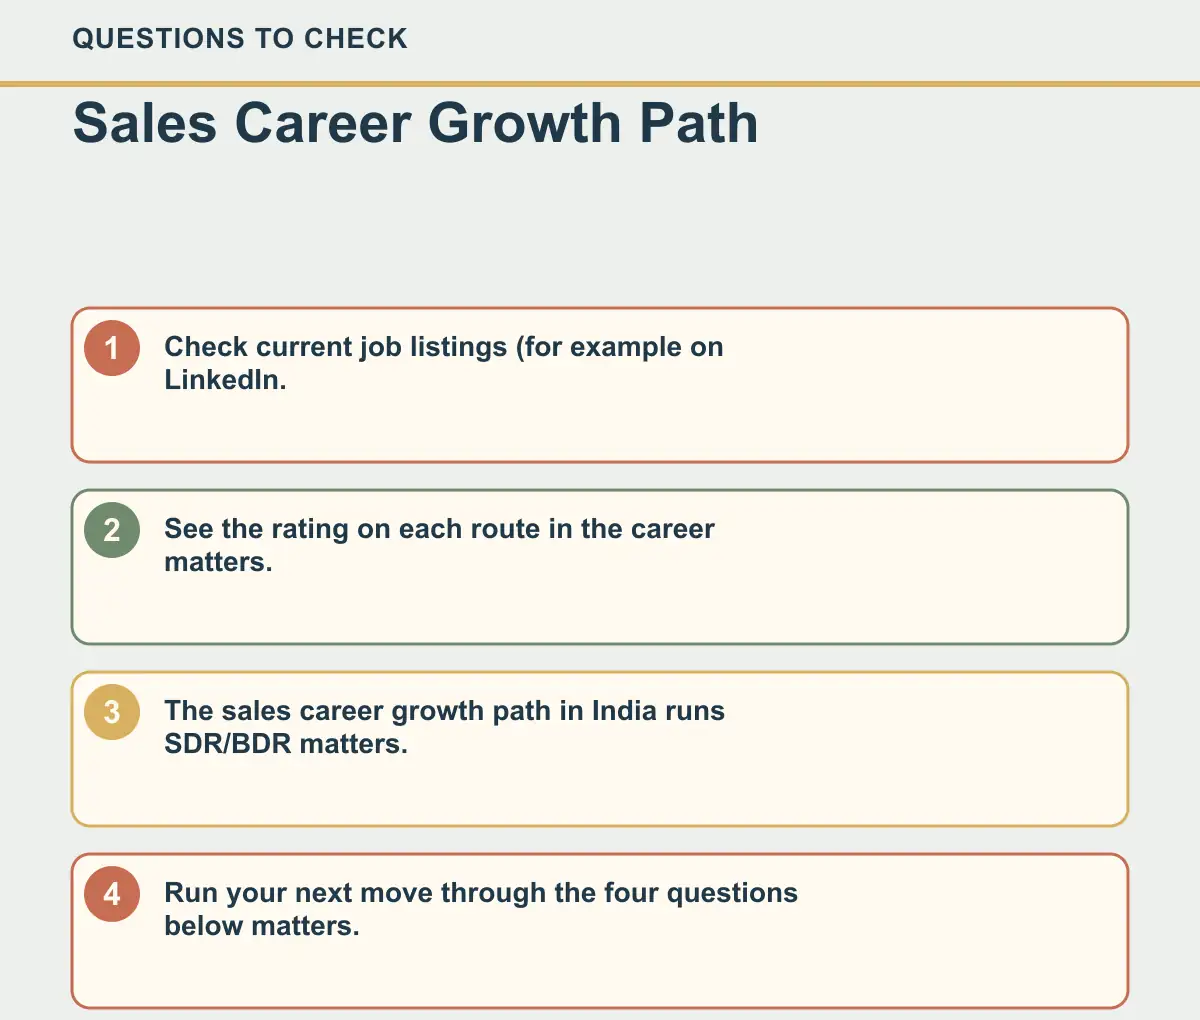 QUESTIONS TO CHECK
Sales Career Growth Path
1
Check current job listings (for example on
LinkedIn.
2
See the rating on each route in the career
matters.
3
The sales career growth path in India runs
SDR/BDR matters.
4
Run your next move through the four questions
below matters.